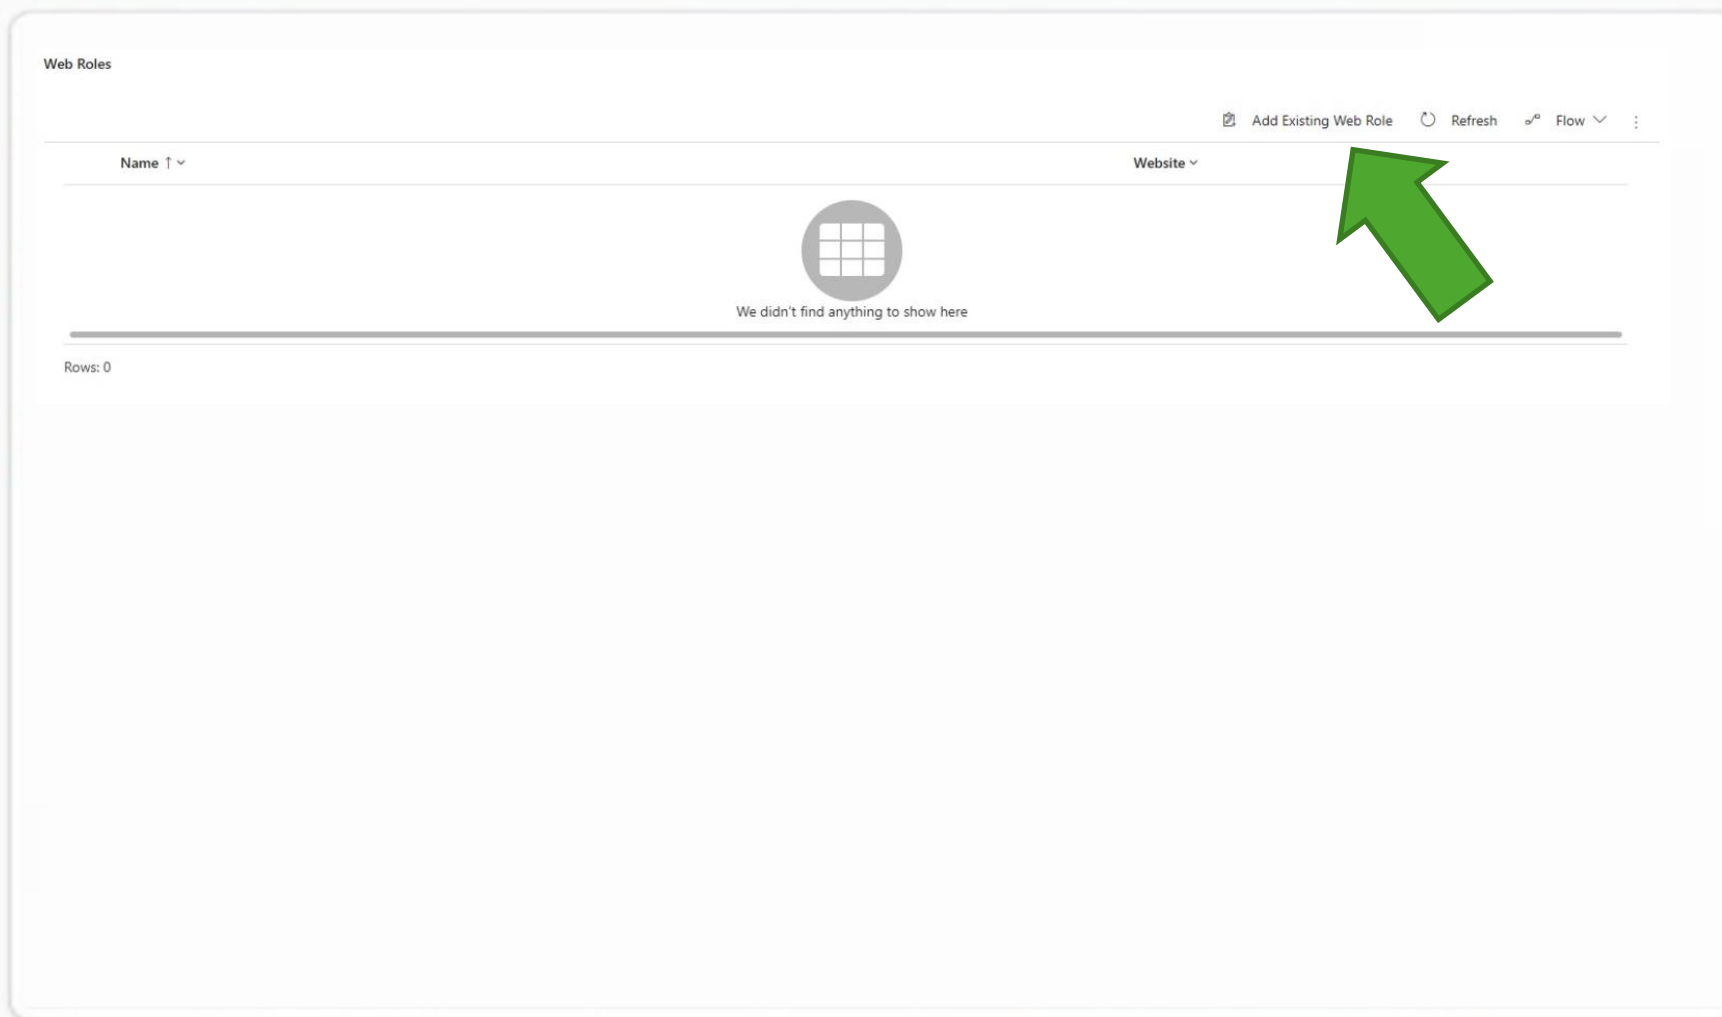 Web Roles
Add Existing Web Role Refresh Flow
Name ↑ Website
We didn't find anything to show here
Rows: 0